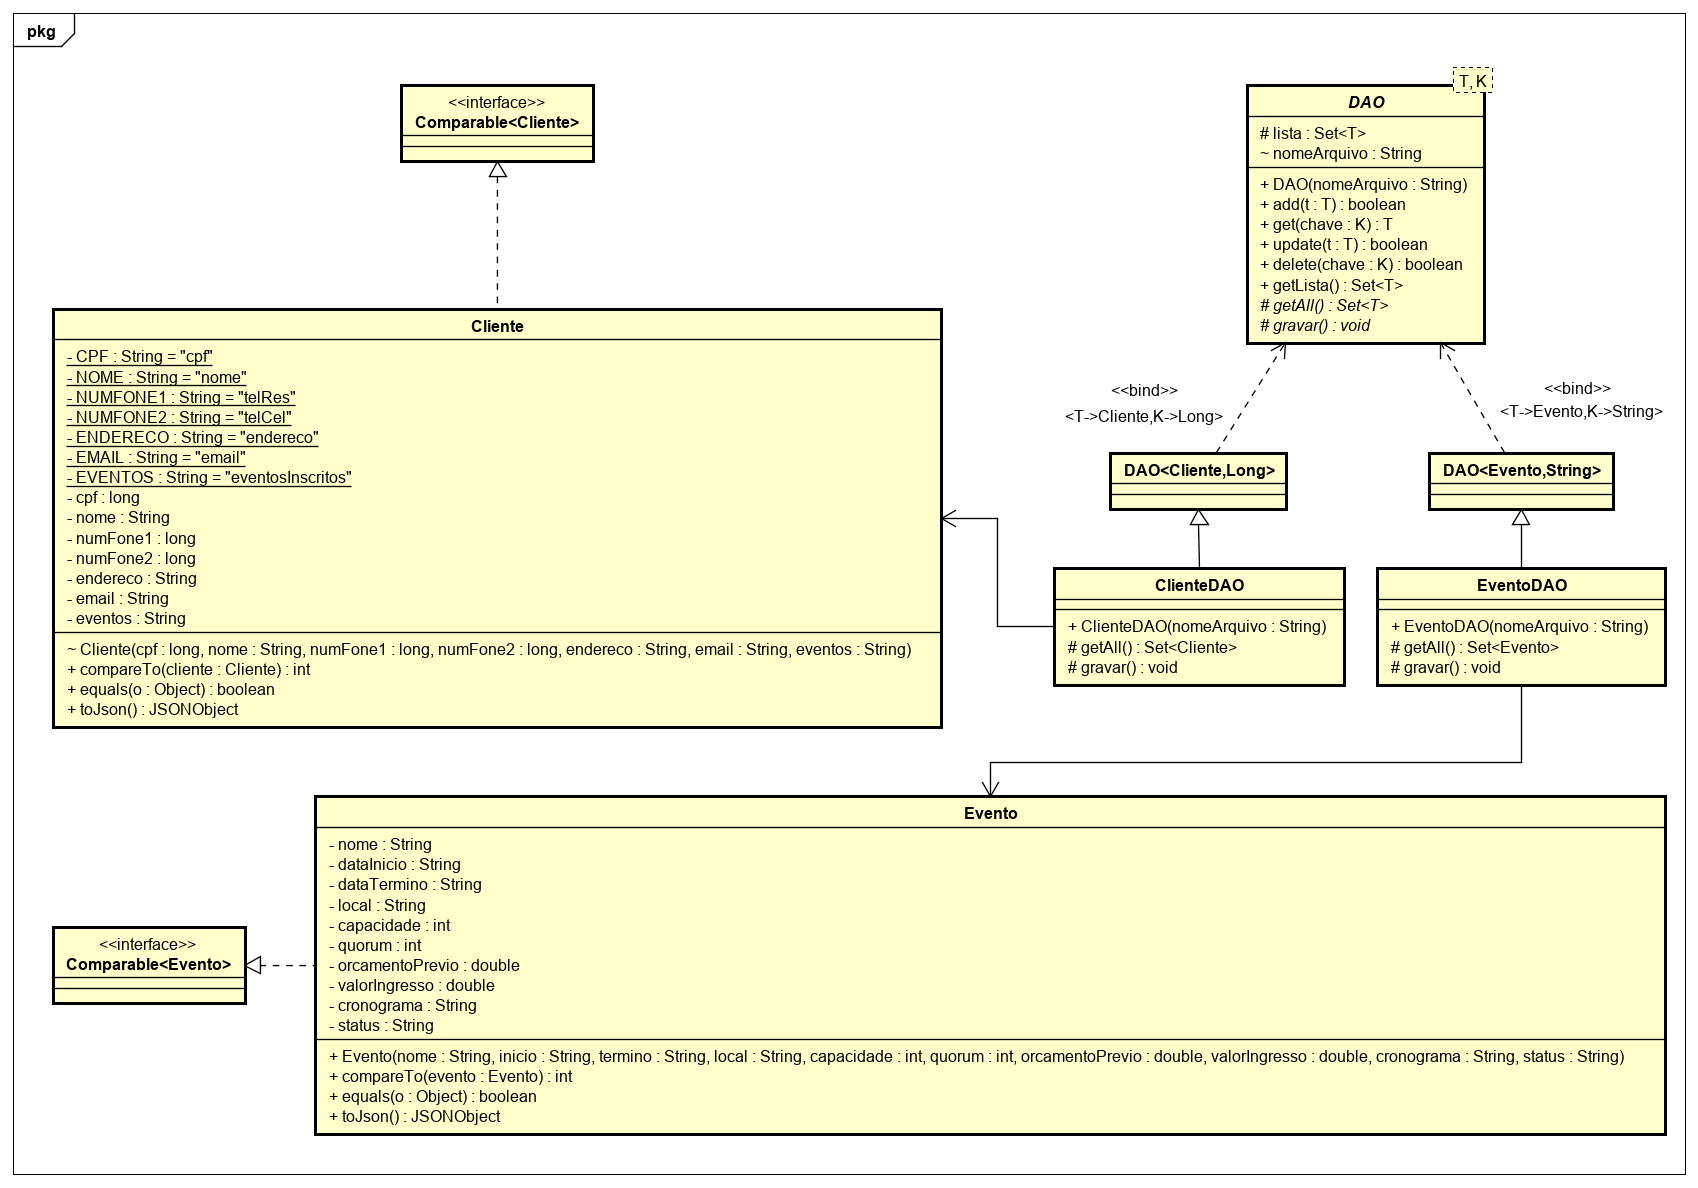 pkg
<<interface>>
Comparable<Cliente>
T, K
DAO
# lista : Set<T>
~ nomeArquivo : String
+ DAO(nomeArquivo : String)
+ add(t : T) : boolean
+ get(chave : K) : T
+ update(t : T) : boolean
+ delete(chave : K) : boolean
+ getLista() : Set<T>
# getAll() : Set<T>
# gravar() : void
Cliente
- CPF : String = "cpf"
- NOME : String = "nome"
- NUMFONE1 : String = "telRes"
- NUMFONE2 : String = "telCel"
- ENDERECO : String = "endereco"
- EMAIL : String = "email"
- EVENTOS : String = "eventosInscritos"
- cpf : long
- nome : String
- numFone1 : long
- numFone2 : long
- endereco : String
- email : String
- eventos : String
~ Cliente(cpf : long, nome : String, numFone1 : long, numFone2 : long, endereco : String, email : String, eventos : String)
+ compareTo(cliente : Cliente) : int
+ equals(o : Object) : boolean
+ toJson() : JSONObject
<<bind>>
<T->Cliente,K->Long>
<<bind>>
<T->Evento,K->String>
DAO<Cliente,Long>
DAO<Evento,String>
ClienteDAO
+ ClienteDAO(nomeArquivo : String)
# getAll() : Set<Cliente>
# gravar() : void
EventoDAO
+ EventoDAO(nomeArquivo : String)
# getAll() : Set<Evento>
# gravar() : void
Evento
- nome : String
- dataInicio : String
- dataTermino : String
- local : String
- capacidade : int
- quorum : int
- orcamentoPrevio : double
- valorIngresso : double
- cronograma : String
- status : String
+ Evento(nome : String, inicio : String, termino : String, local : String, capacidade : int, quorum : int, orcamentoPrevio : double, valorIngresso : double, cronograma : String, status : String)
+ compareTo(evento : Evento) : int
+ equals(o : Object) : boolean
+ toJson() : JSONObject
<<interface>>
Comparable<Evento>